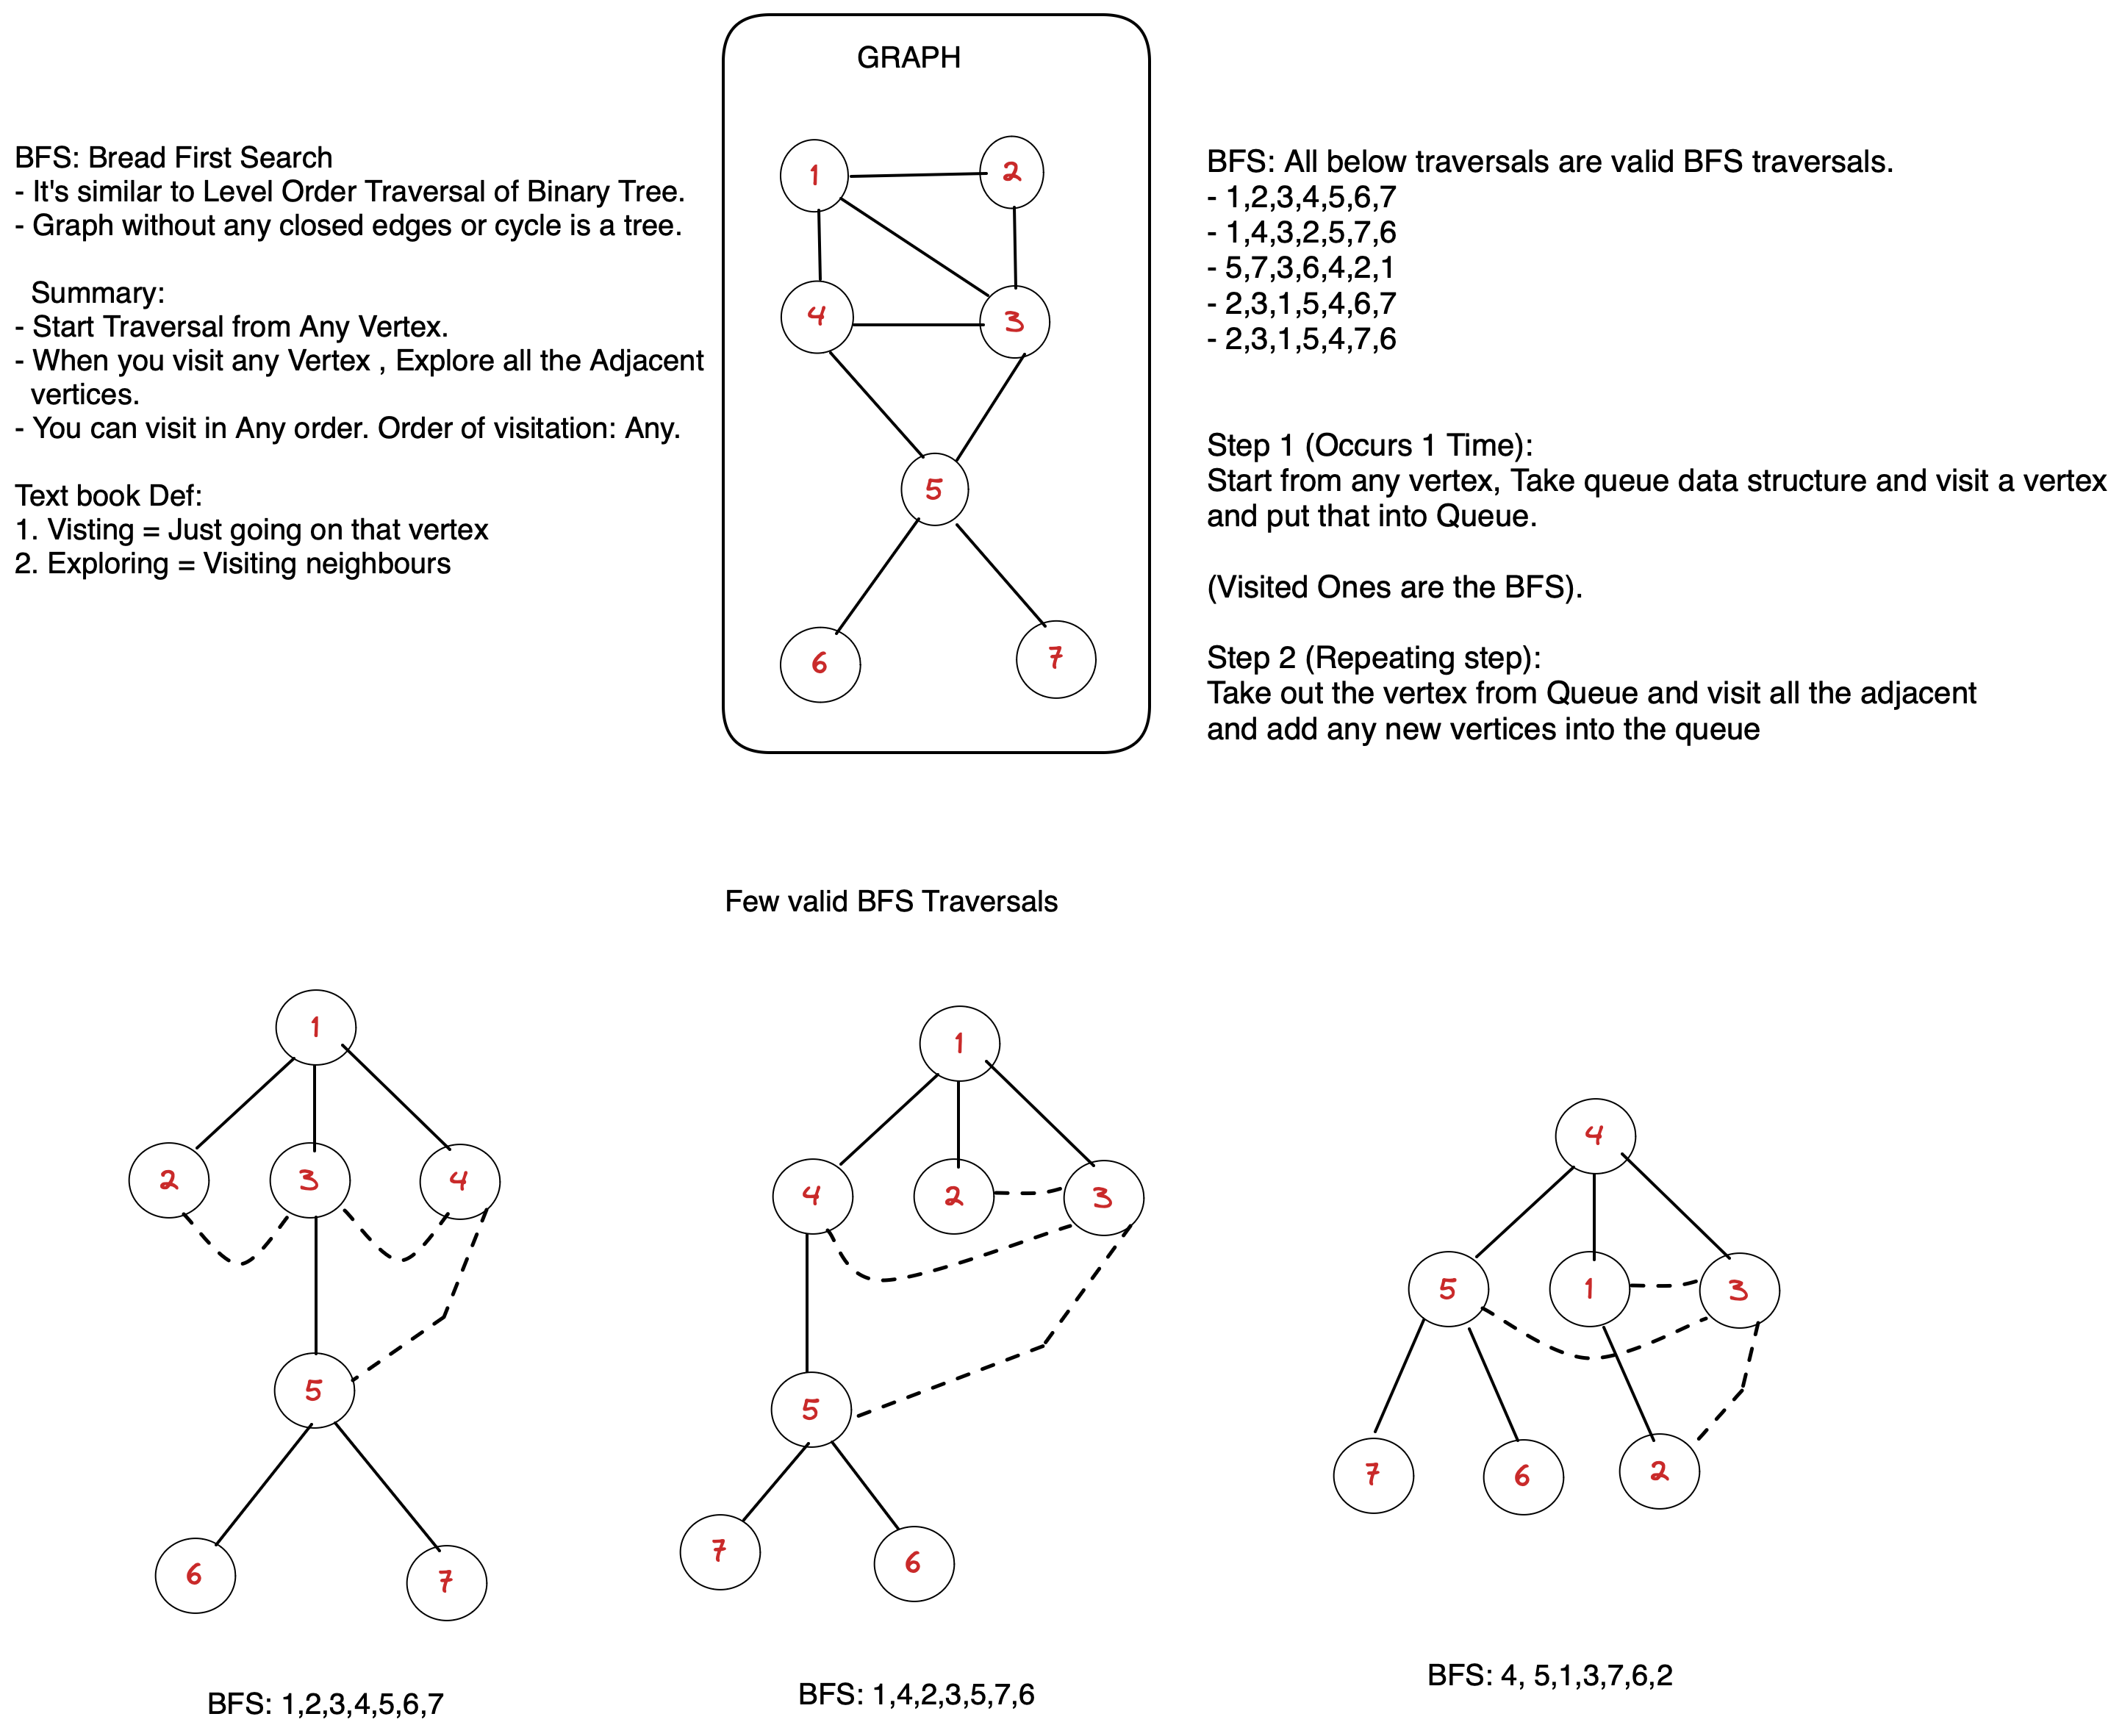 GRAPH
1
2
4
3
5
6
7
BFS: Bread First Search
- It's similar to Level Order Traversal of Binary Tree.
- Graph without any closed edges or cycle is a tree.
Summary:
- Start Traversal from Any Vertex.
- When you visit any Vertex , Explore all the Adjacent
vertices.
- You can visit in Any order. Order of visitation: Any.
Text book Def:
1. Visting = Just going on that vertex
2. Exploring = Visiting neighbours
BFS: All below traversals are valid BFS traversals.
- 1,2,3,4,5,6,7
- 1,4,3,2,5,7,6
- 5,7,3,6,4,2,1
- 2,3,1,5,4,6,7
- 2,3,1,5,4,7,6
Step 1 (Occurs 1 Time):
Start from any vertex, Take queue data structure and visit a vertex
and put that into Queue.
(Visited Ones are the BFS).
Step 2 (Repeating step):
Take out the vertex from Queue and visit all the adjacent
and add any new vertices into the queue
Few valid BFS Traversals
1
2
3
4
5
6
7
BFS: 1,2,3,4,5,6,7
1
4
2
3
5
7
6
BFS: 1,4,2,3,5,7,6
4
5
1
3
7
6
2
BFS: 4, 5,1,3,7,6,2